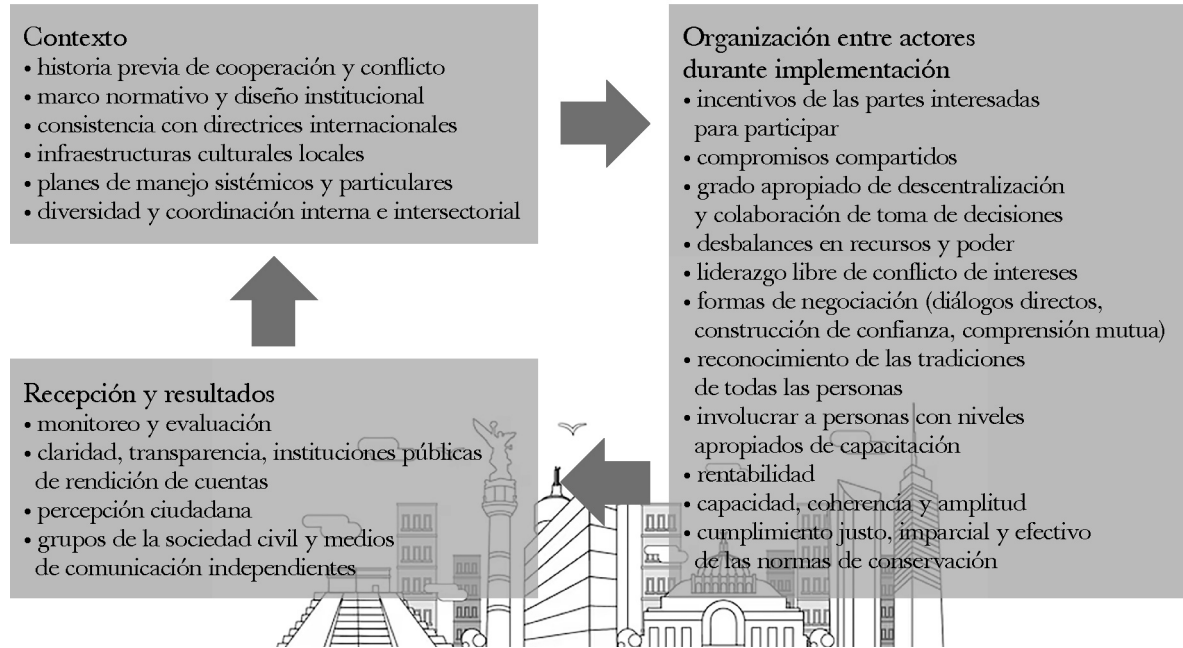 Contexto
• historia previa de cooperación y conflicto
• marco normativo y diseño institucional
• consistencia con directrices internacionales
• infraestructuras culturales locales
• planes de manejo sistémicos y particulares
• diversidad y coordinación interna e intersectorial
Organización entre actores
durante implementación
• incentivos de las partes interesadas
para participar
• compromisos compartidos
• grado apropiado de descentralización
y colaboración de toma de decisiones
• desbalances en recursos y poder
• liderazgo libre de conflicto de intereses
• formas de negociación (diálogos directos,
construcción de confianza, comprensión mutua)
• reconocimiento de las tradiciones
de todas las personas
• involucrar a personas con niveles
apropiados de capacitación
• rentabilidad
• capacidad, coherencia y amplitud
• cumplimiento justo, imparcial y efectivo
de las normas de conservación
Recepción y resultados
• monitoreo y evaluación
• claridad, transparencia, instituciones públicas
de rendición de cuentas
• percepción ciudadana
• grupos de la sociedad civil y medios
de comunicación independientes